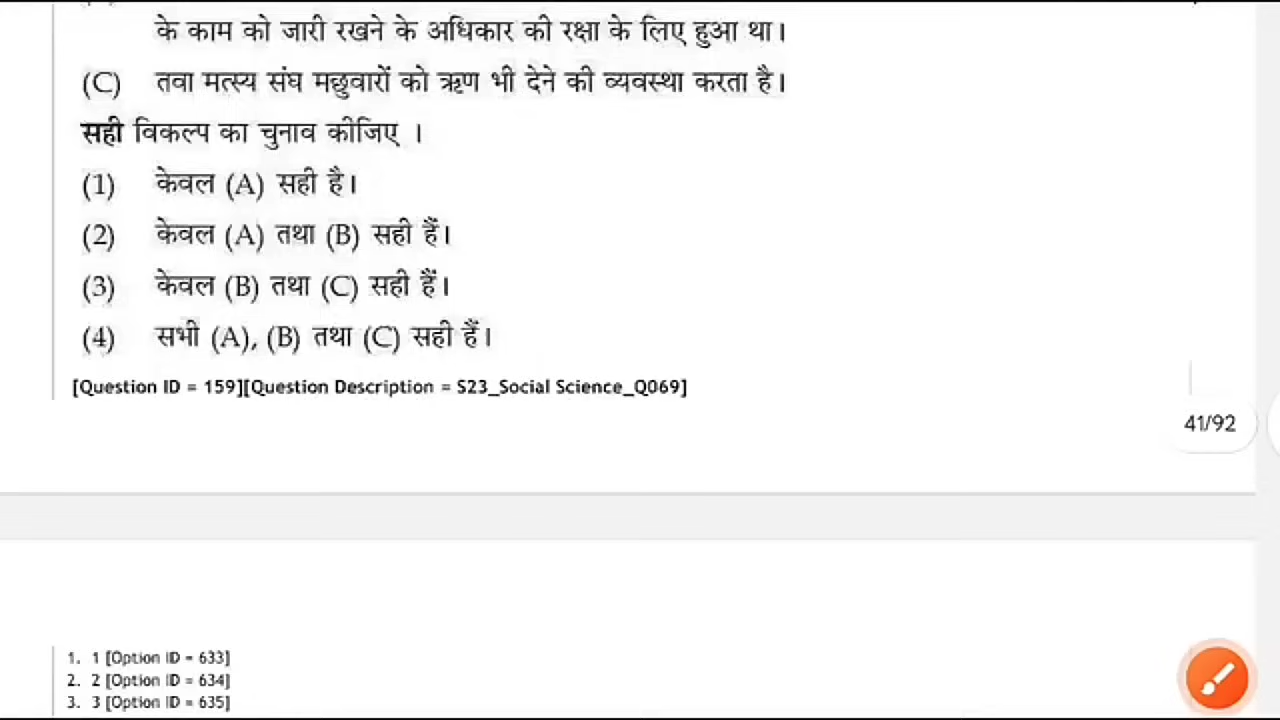 के काम को जारी रखने के अधिकार की रक्षा के लिए हुआ था।
(C) तवा मत्स्य संघ मछुवारों को ऋण भी देने की व्यवस्था करता है।
सही विकल्प का चुनाव कीजिए ।
(1) केवल (A) सही है।
(2) केवल (A) तथा (B) सही हैं।
(3) केवल (B) तथा (C) सही हैं।
(4) सभी (A), (B) तथा (C) सही हैं।
[Question ID = 159][Question Description = S23_Social Science_Q069]
41/92
1. 1 [Option ID = 633]
2. 2 [Option ID = 634]
3. 3 [Option ID = 635]